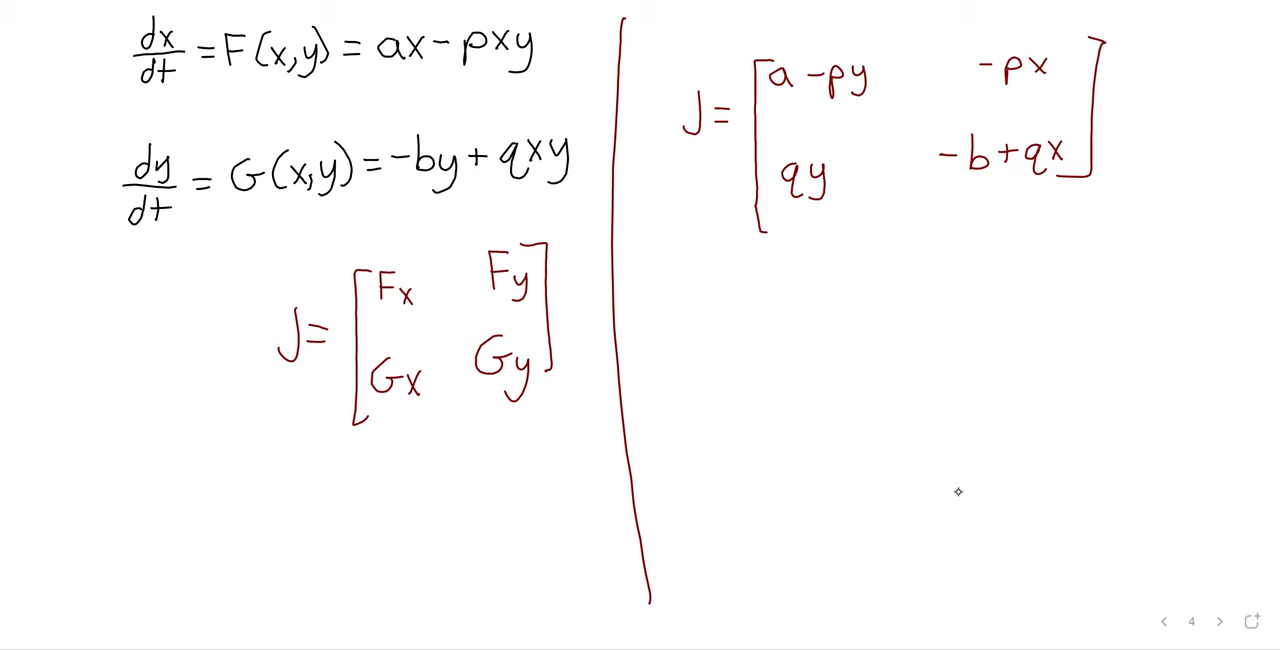 dx/dt = F(x,y) = ax - pxy
dy/dt = G(x,y) = -by + qxy
J = [Fx Fy
Gx Gy]
J = [a - py -px
qy -b + qx]
< 4 >